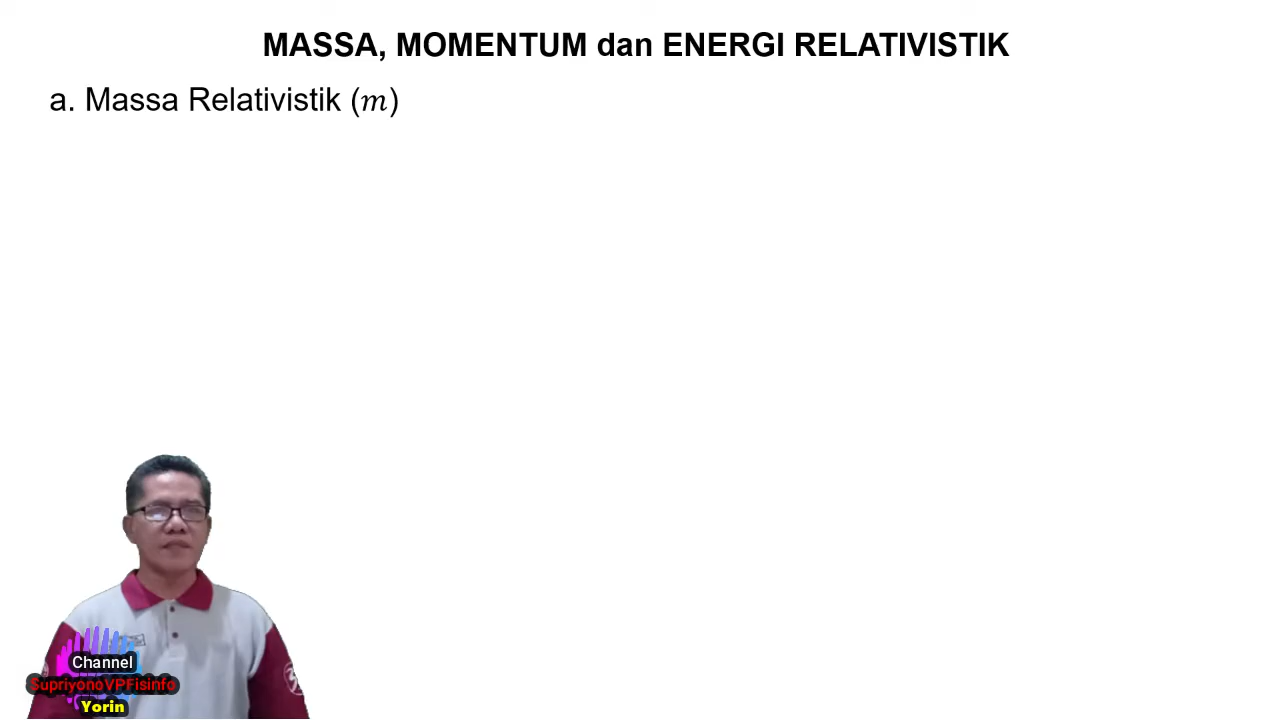 MASSA, MOMENTUM dan ENERGI RELATIVISTIK
a. Massa Relativistik (𝑚)
Channel
SupriyonoVPFisinfo
Yorin